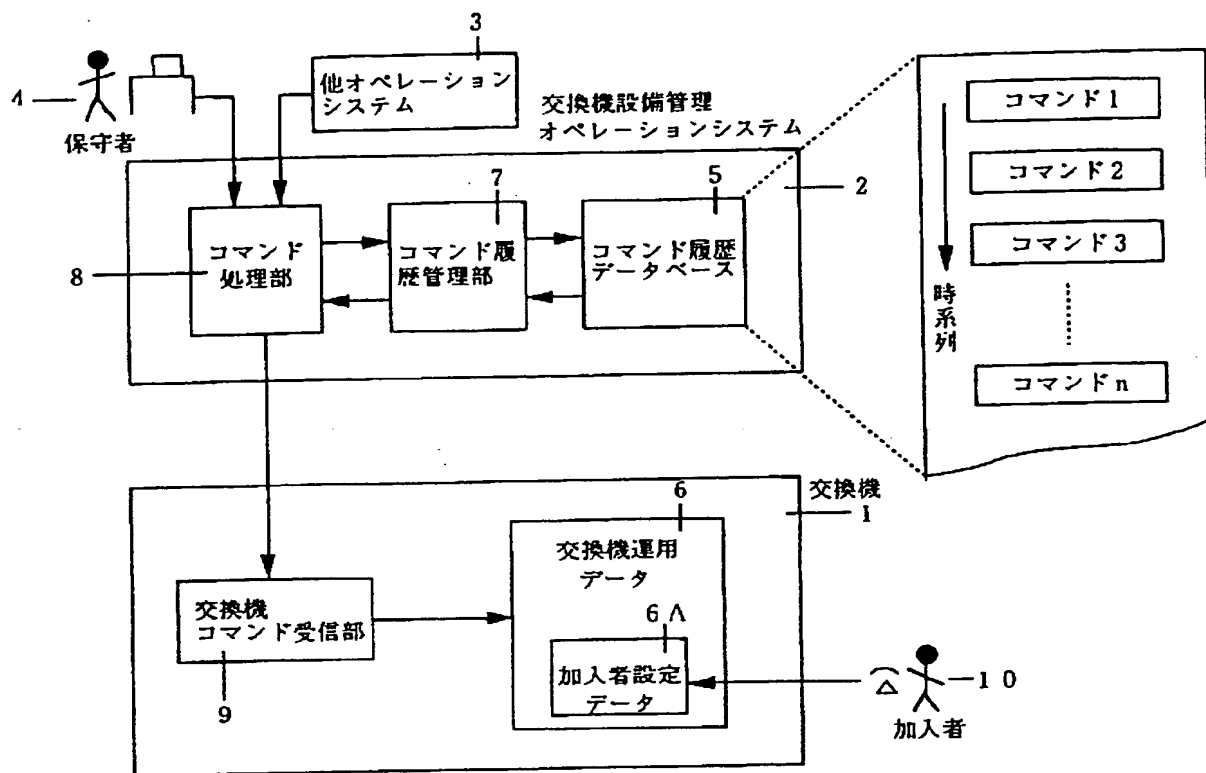 3
4
保守者
他オペレーション
システム
交換機設備管理
オペレーションシステム
2
7
5
8
コマンド
処理部
コマンド履
歴管理部
コマンド履歴
データベース
コマンド1
コマンド2
コマンド3
コマンドn
時系列
交換機
1
6
交換機運用
データ
6A
加入者設定
データ
交換機
コマンド受信部
9
10
加入者